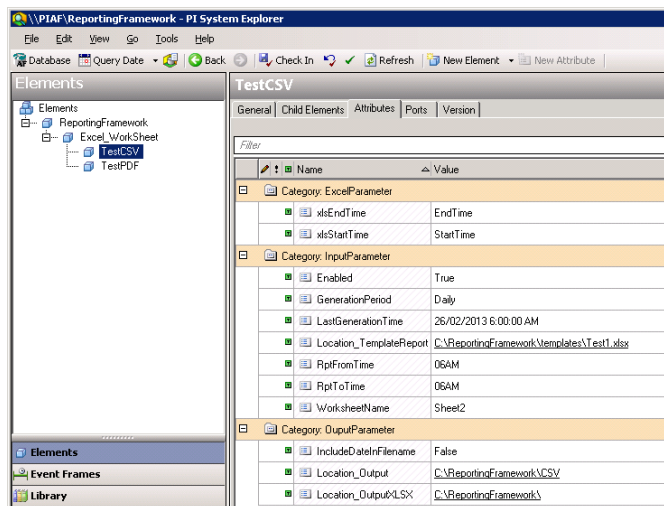 \\PIAF\ReportingFramework - PI System Explorer
File Edit View Go Tools Help
Database Query Date Back Check In Refresh New Element New Attribute
Elements
Elements
ReportingFramework
Excel_WorkSheet
TestCSV
TestPDF
Elements
Event Frames
Library
TestCSV
General Child Elements Attributes Ports Version
Filter
Name Value
Category: ExcelParameter
xlsEndTime EndTime
xlsStartTime StartTime
Category: InputParameter
Enabled True
GenerationPeriod Daily
LastGenerationTime 26/02/2013 6:00:00 AM
Location_TemplateReport C:\ReportingFramework\templates\Test1.xlsx
RptFromTime 06AM
RptToTime 06AM
WorksheetName Sheet2
Category: OuputParameter
IncludeDateInFilename False
Location_Output C:\ReportingFramework\CSV
Location_OutputXLSX C:\ReportingFramework\